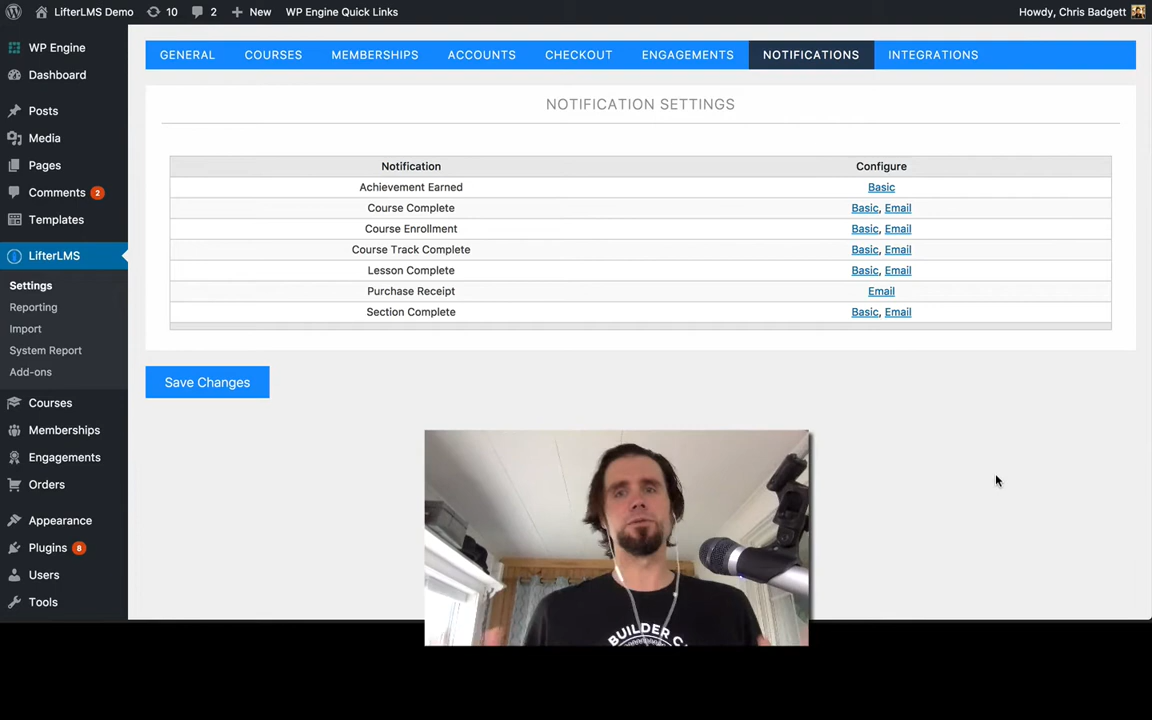 LifterLMS Demo 10 2 New WP Engine Quick Links Howdy, Chris Badgett
WP Engine
Dashboard
Posts
Media
Pages
Comments 2
Templates
LifterLMS
Settings
Reporting
Import
System Report
Add-ons
Courses
Memberships
Engagements
Orders
Appearance
Plugins 8
Users
Tools
GENERAL COURSES MEMBERSHIPS ACCOUNTS CHECKOUT ENGAGEMENTS NOTIFICATIONS INTEGRATIONS
NOTIFICATION SETTINGS
Notification Configure
Achievement Earned Basic
Course Complete Basic, Email
Course Enrollment Basic, Email
Course Track Complete Basic, Email
Lesson Complete Basic, Email
Purchase Receipt Email
Section Complete Basic, Email
Save Changes
BUILDER